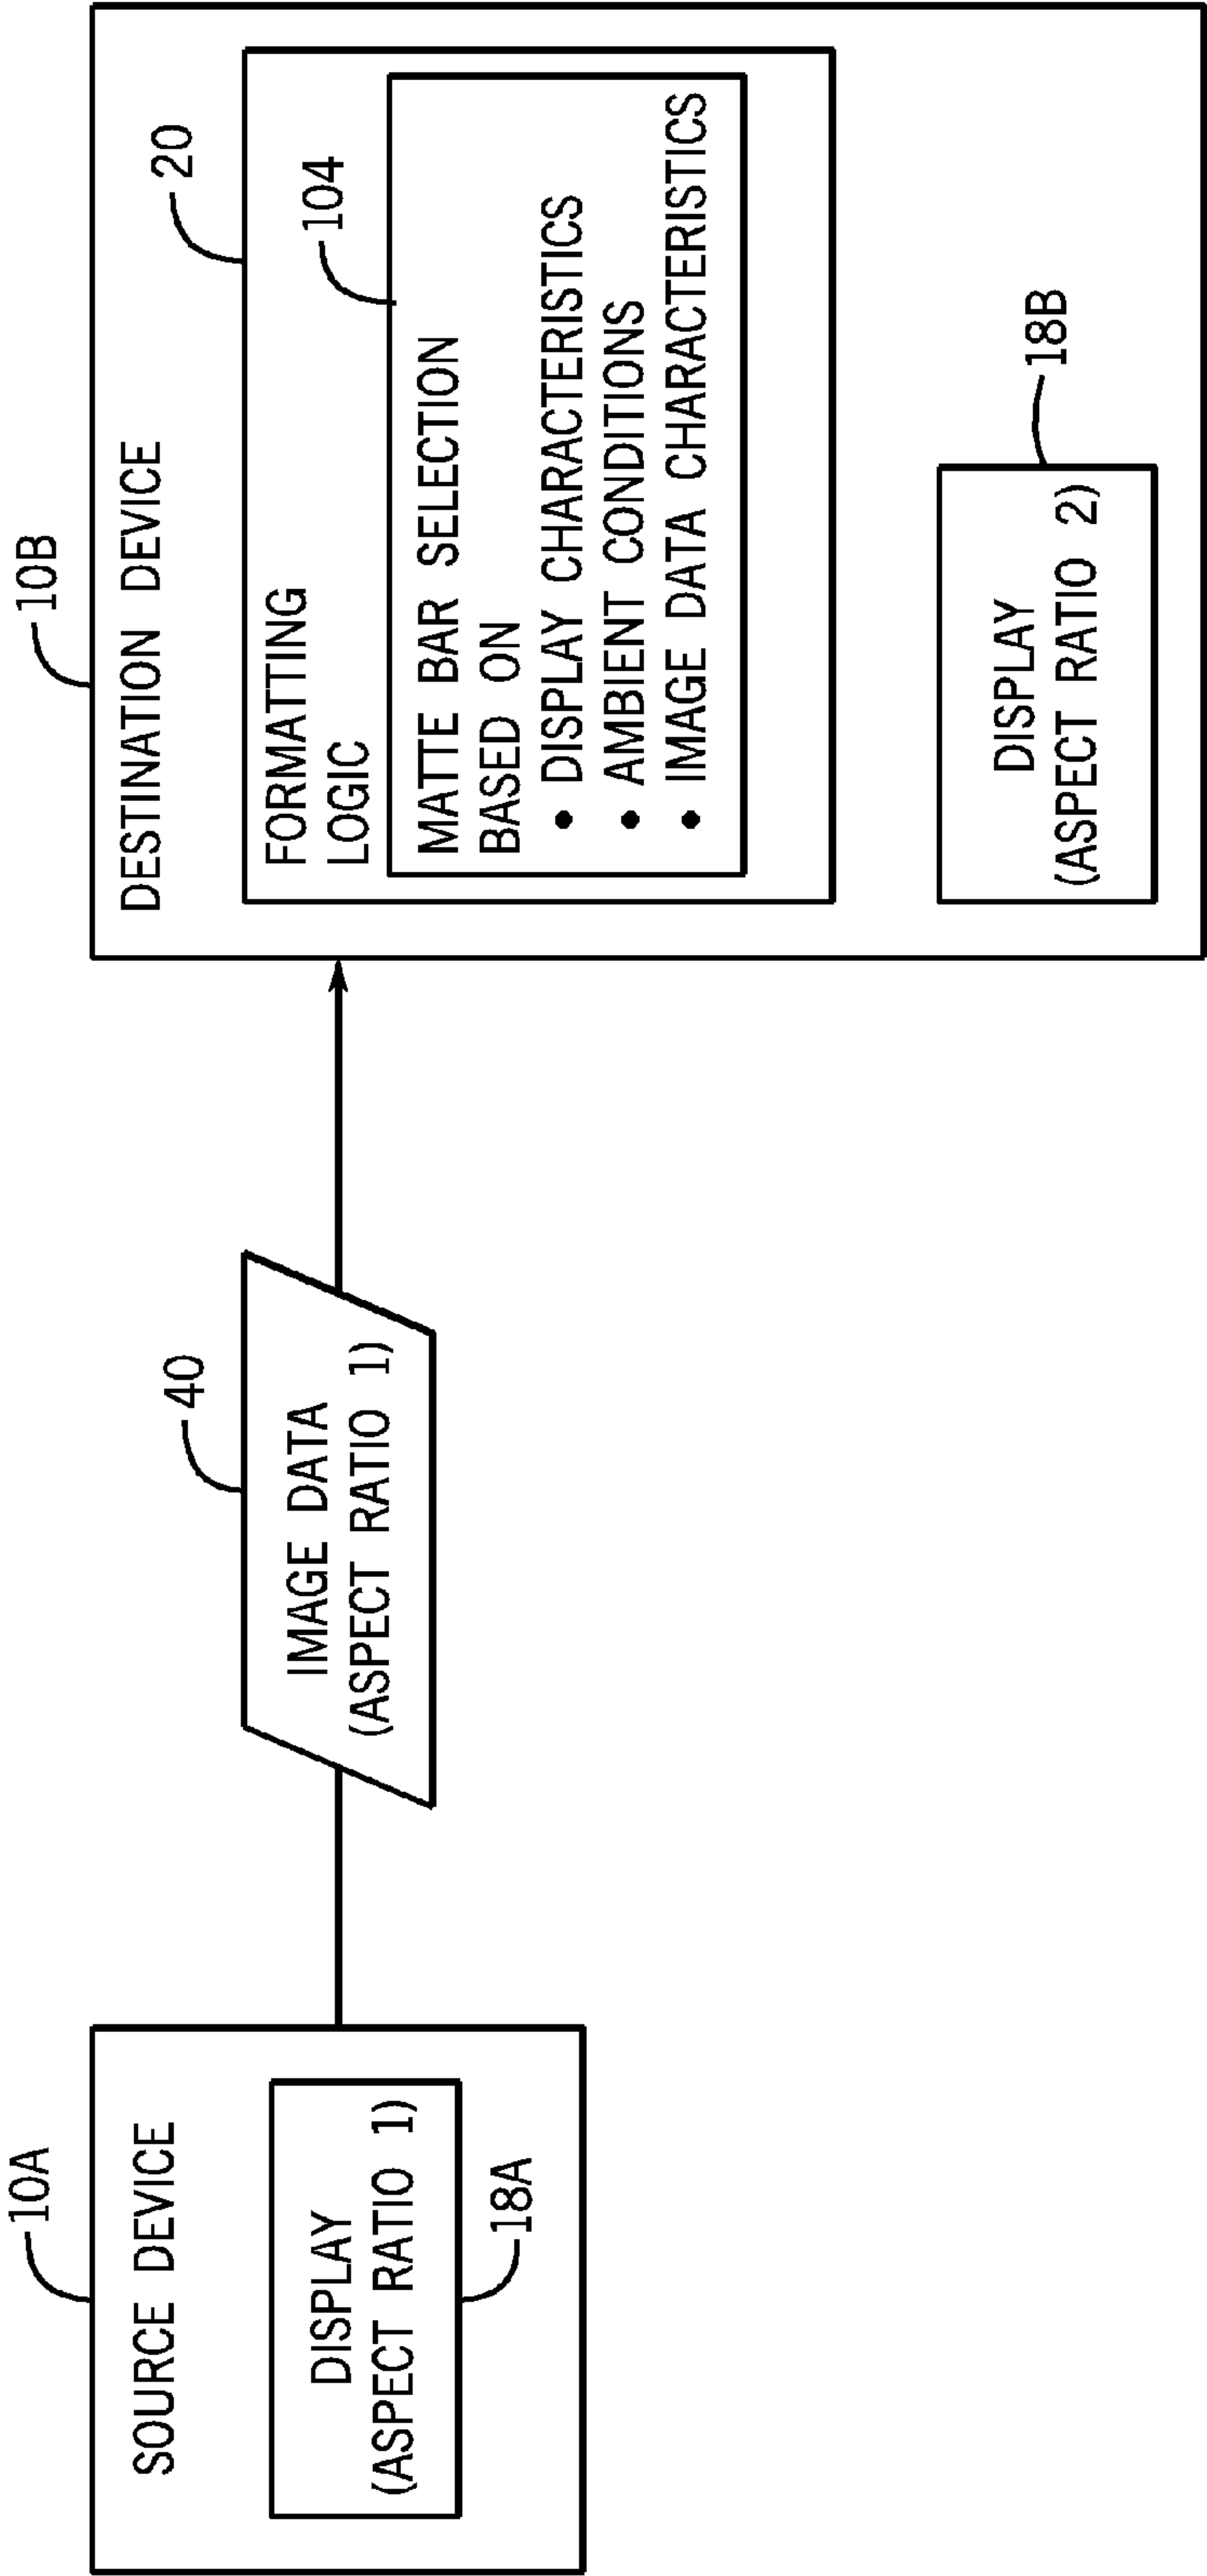 10A
SOURCE DEVICE
DISPLAY
(ASPECT RATIO 1)
18A
40
IMAGE DATA
(ASPECT RATIO 1)
10B
DESTINATION DEVICE
20
FORMATTING
LOGIC
104
MATTE BAR SELECTION
BASED ON
• DISPLAY CHARACTERISTICS
• AMBIENT CONDITIONS
• IMAGE DATA CHARACTERISTICS
18B
DISPLAY
(ASPECT RATIO 2)